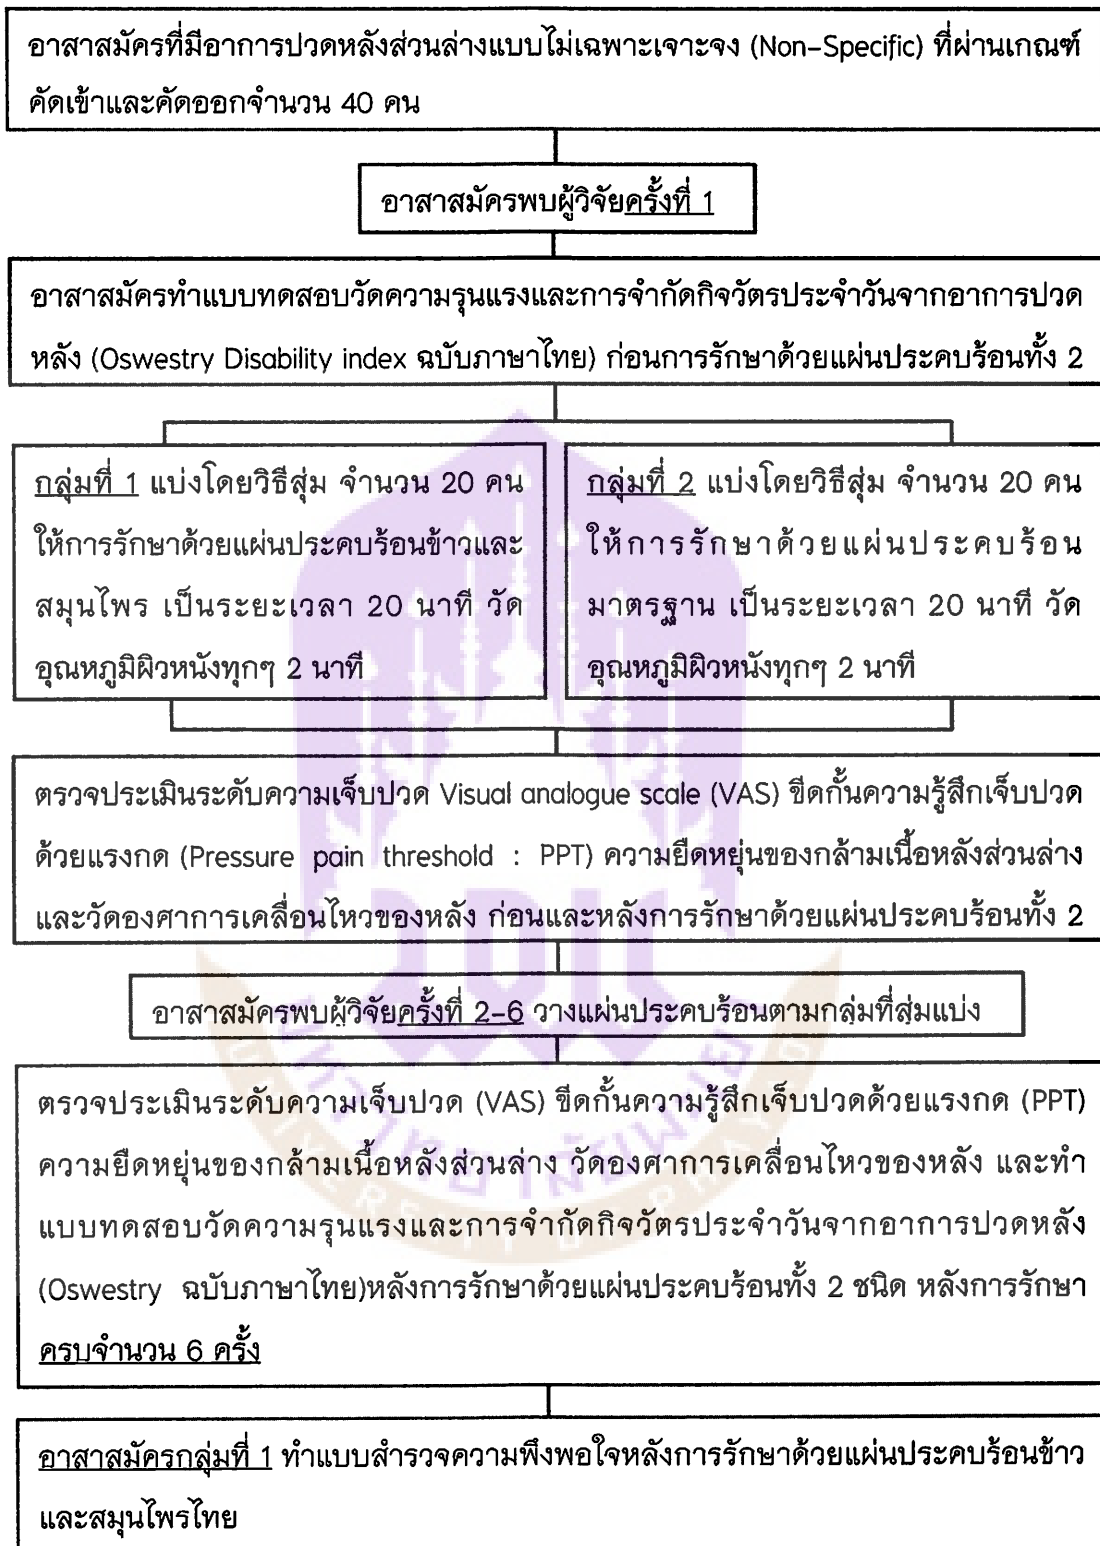 อาสาสมัครที่มีอาการปวดหลังส่วนล่างแบบไม่เฉพาะเจาะจง (Non-Specific) ที่ผ่านเกณฑ์
คัดเข้าและคัดออกจำนวน 40 คน
อาสาสมัครพบผู้วิจัยครั้งที่ 1
อาสาสมัครทำแบบทดสอบวัดความรุนแรงและการจำกัดกิจวัตรประจำวันจากอาการปวด
หลัง (Oswestry Disability index ฉบับภาษาไทย) ก่อนการรักษาด้วยแผ่นประคบร้อนทั้ง 2
กลุ่มที่ 1 แบ่งโดยวิธีสุ่ม จำนวน 20 คน
ให้การรักษาด้วยแผ่นประคบร้อนข้าวและ
สมุนไพร เป็นระยะเวลา 20 นาที วัด
อุณหภูมิผิวหนังทุกๆ 2 นาที
กลุ่มที่ 2 แบ่งโดยวิธีสุ่ม จำนวน 20 คน
ให้การรักษาด้วยแผ่นประคบร้อน
มาตรฐาน เป็นระยะเวลา 20 นาที วัด
อุณหภูมิผิวหนังทุกๆ 2 นาที
ตรวจประเมินระดับความเจ็บปวด Visual analogue scale (VAS) ขีดกั้นความรู้สึกเจ็บปวด
ด้วยแรงกด (Pressure pain threshold : PPT) ความยืดหยุ่นของกล้ามเนื้อหลังส่วนล่าง
และวัดองศาการเคลื่อนไหวของหลัง ก่อนและหลังการรักษาด้วยแผ่นประคบร้อนทั้ง 2
อาสาสมัครพบผู้วิจัยครั้งที่ 2-6 วางแผ่นประคบร้อนตามกลุ่มที่สุ่มแบ่ง
ตรวจประเมินระดับความเจ็บปวด (VAS) ขีดกั้นความรู้สึกเจ็บปวดด้วยแรงกด (PPT)
ความยืดหยุ่นของกล้ามเนื้อหลังส่วนล่าง วัดองศาการเคลื่อนไหวของหลัง และทำ
แบบทดสอบวัดความรุนแรงและการจำกัดกิจวัตรประจำวันจากอาการปวดหลัง
(Oswestry ฉบับภาษาไทย)หลังการรักษาด้วยแผ่นประคบร้อนทั้ง 2 ชนิด หลังการรักษา
ครบจำนวน 6 ครั้ง
อาสาสมัครกลุ่มที่ 1 ทำแบบสำรวจความพึงพอใจหลังการรักษาด้วยแผ่นประคบร้อนข้าว
และสมุนไพรไทย
มหาวิทยาลัยพะเยา
UNIVERSITY OF PHAYAO